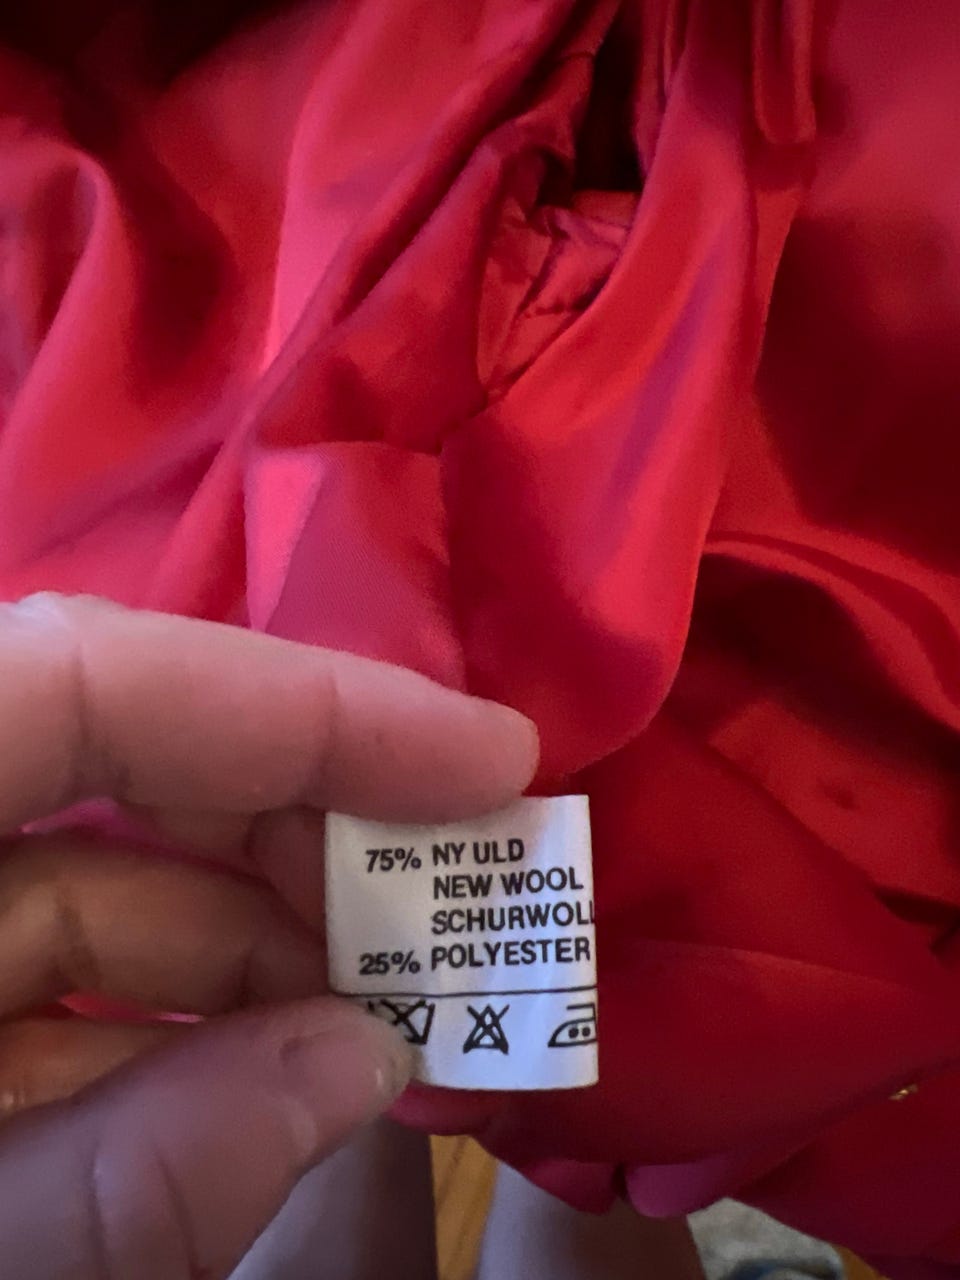 75% NY ULD
NEW WOOL
SCHURWOLL
25% POLYESTER